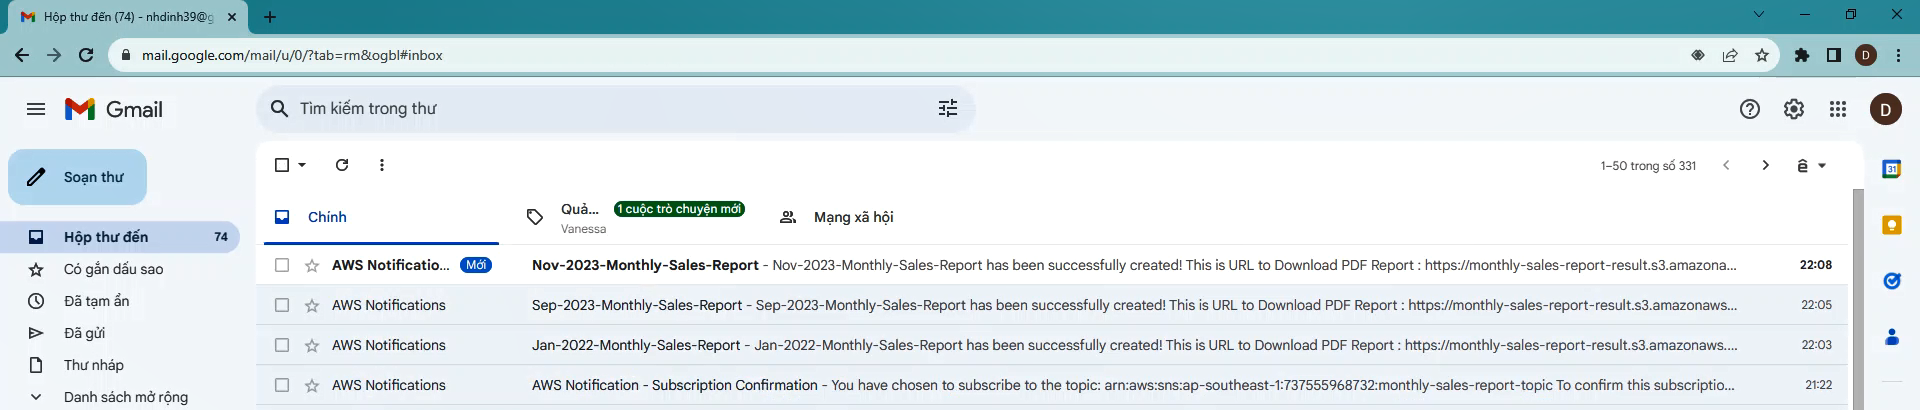 Hộp thư đến (74) - nhdinh39@g
mail.google.com/mail/u/0/?tab=rm&ogbl#inbox
D
Gmail
Tìm kiếm trong thư
D
Soạn thư
1–50 trong số 331
Chính
Quả... 1 cuộc trò chuyện mới
Vanessa
Mạng xã hội
Hộp thư đến 74
Có gắn dấu sao
Đã tạm ẩn
Đã gửi
Thư nháp
Danh sách mở rộng
AWS Notificatio... Mới Nov-2023-Monthly-Sales-Report - Nov-2023-Monthly-Sales-Report has been successfully created! This is URL to Download PDF Report : https://monthly-sales-report-result.s3.amazona... 22:08
AWS Notifications Sep-2023-Monthly-Sales-Report - Sep-2023-Monthly-Sales-Report has been successfully created! This is URL to Download PDF Report : https://monthly-sales-report-result.s3.amazonaws... 22:05
AWS Notifications Jan-2022-Monthly-Sales-Report - Jan-2022-Monthly-Sales-Report has been successfully created! This is URL to Download PDF Report : https://monthly-sales-report-result.s3.amazonaws.... 22:03
AWS Notifications AWS Notification - Subscription Confirmation - You have chosen to subscribe to the topic: arn:aws:sns:ap-southeast-1:737555968732:monthly-sales-report-topic To confirm this subscriptio... 21:22
31